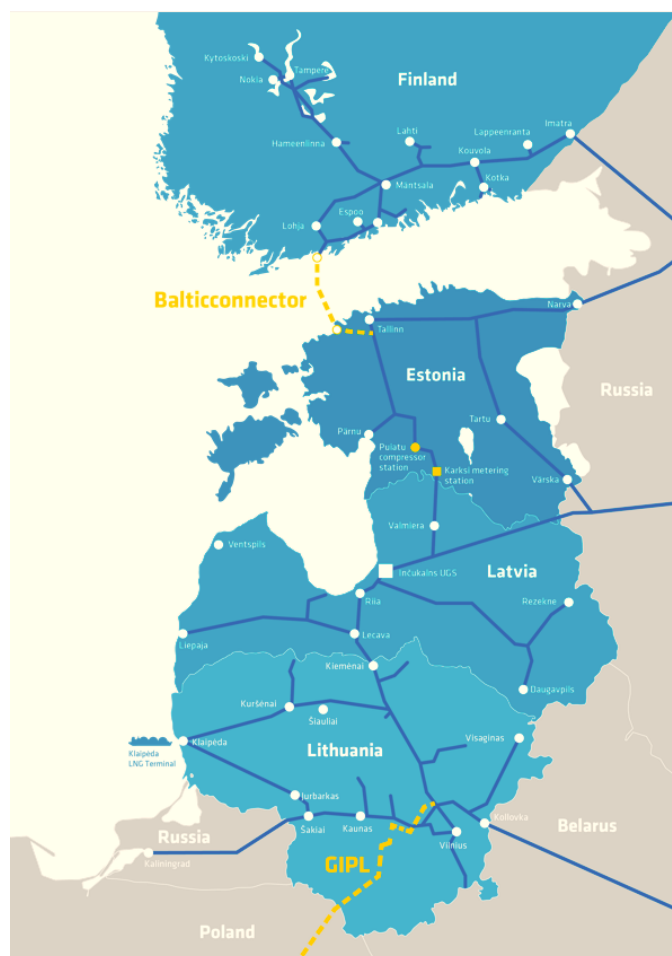 Kytoskoski
Tampere
Nokia
Finland
Imatra
Lahti
Lappeenranta
Hameenlinna
Kouvola
Mäntsälä
Kotka
Espoo
Lohja
Balticconnector
Narva
Tallinn
Estonia
Russia
Tartu
Pärnu
Puiatu
compressor
station
Karksi metering
station
Värska
Valmiera
Ventspils
Inčukalns UGS
Latvia
Riia
Rezekne
Liepaja
Lecava
Kiemėnai
Daugavpils
Kuršėnai
Šiauliai
Klaipėda
Visaginas
Lithuania
Klaipėda
LNG Terminal
Jurbarkas
Šakiai
Kaunas
Kotlovka
Belarus
Russia
Vilnius
Kaliningrad
GIPL
Poland